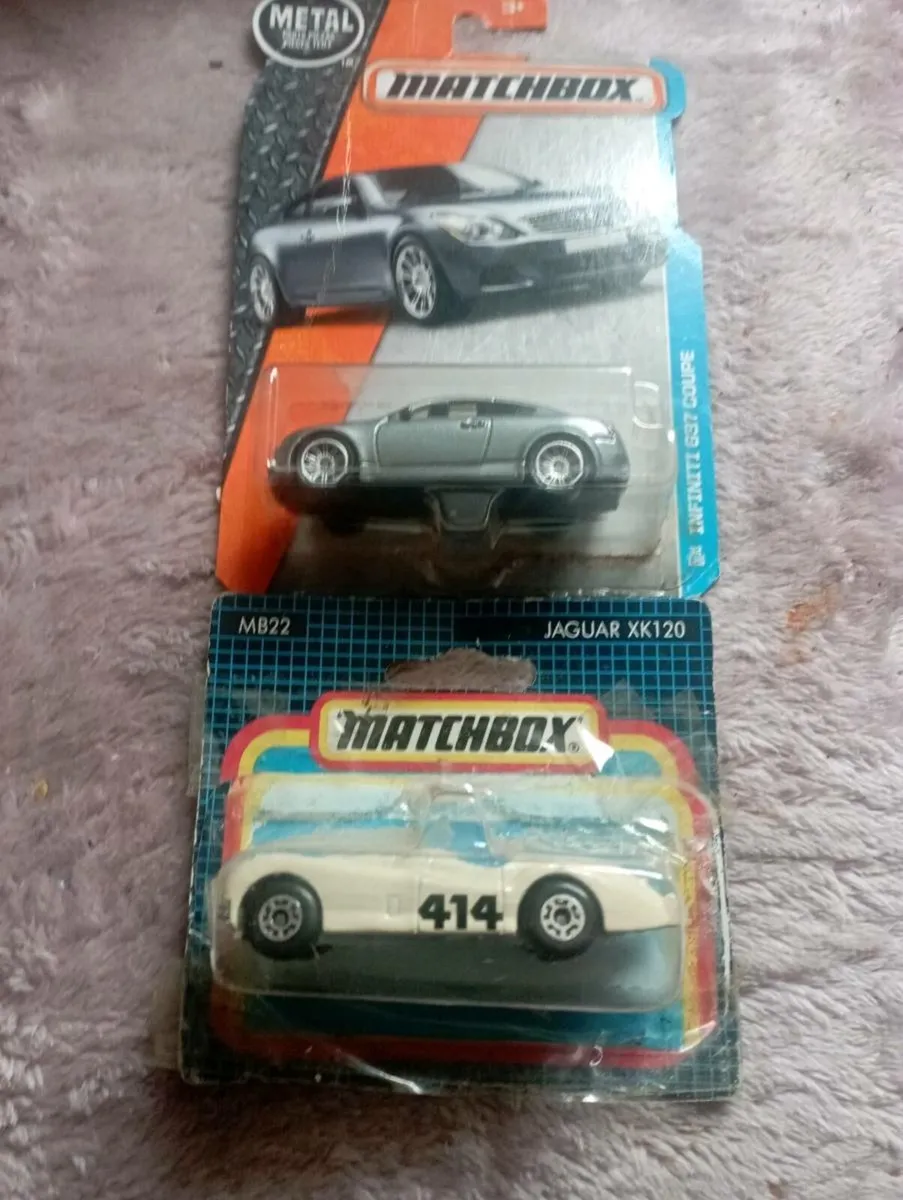 METAL
MATCHBOX
INFINITI G37 COUPE
MB22
JAGUAR XK120
MATCHBOX
414